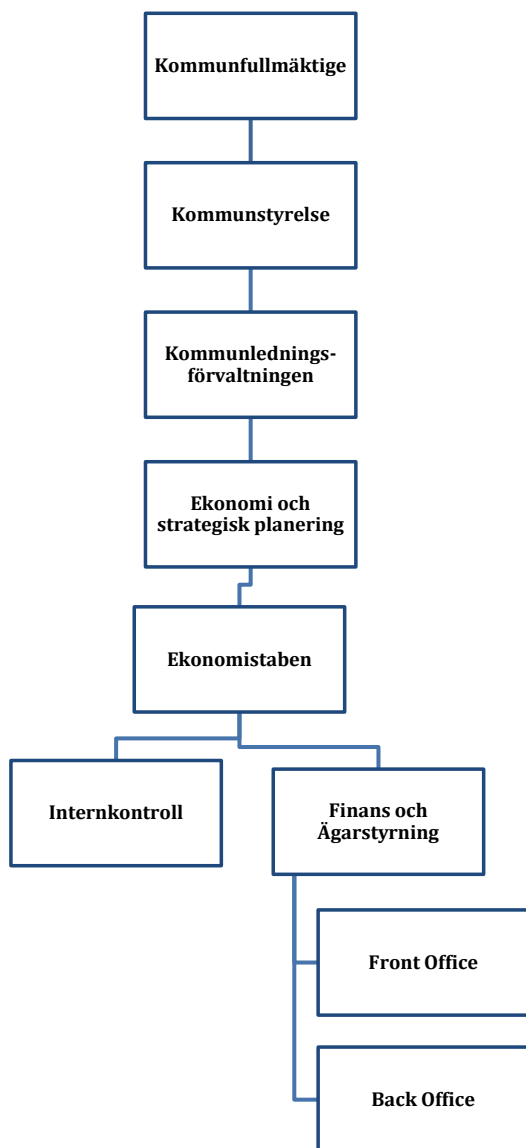 Kommunfullmäktige
Kommunstyrelse
Kommunlednings-
förvaltningen
Ekonomi och
strategisk planering
Ekonomistaben
Internkontroll
Finans och
Ägarstyrning
Front Office
Back Office